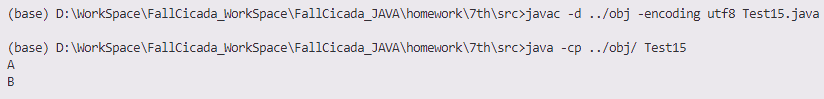 (base) D:\WorkSpace\FallCicada_WorkSpace\FallCicada_JAVA\homework\7th\src>javac -d ../obj -encoding utf8 Test15.java
(base) D:\WorkSpace\FallCicada_WorkSpace\FallCicada_JAVA\homework\7th\src>java -cp ../obj/ Test15
A
B